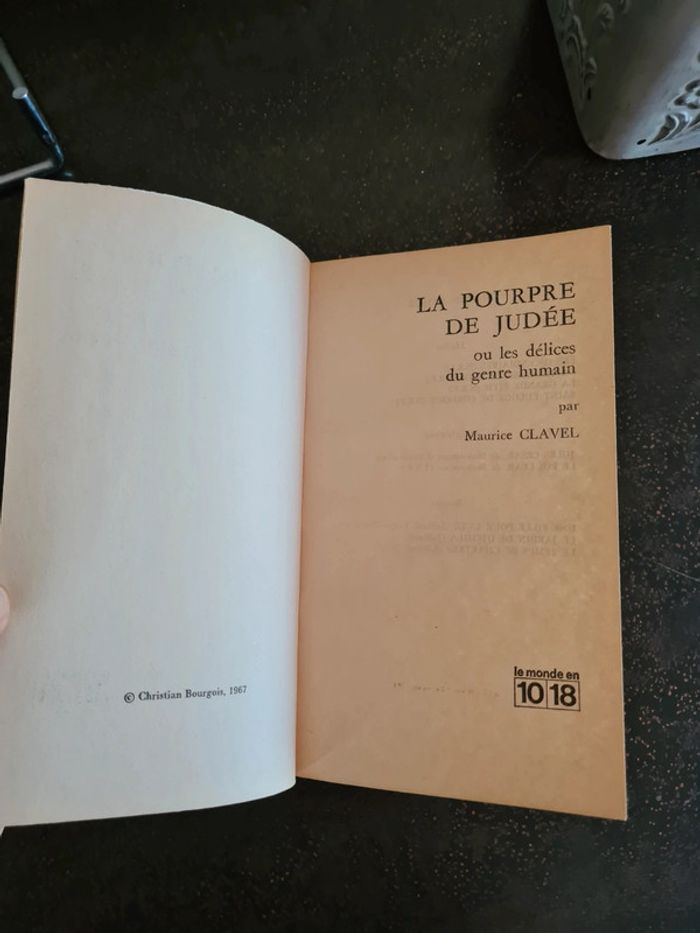 © Christian Bourgois, 1967
LA POURPRE
DE JUDÉE
ou les délices
du genre humain
par
Maurice CLAVEL
le monde en
10 18